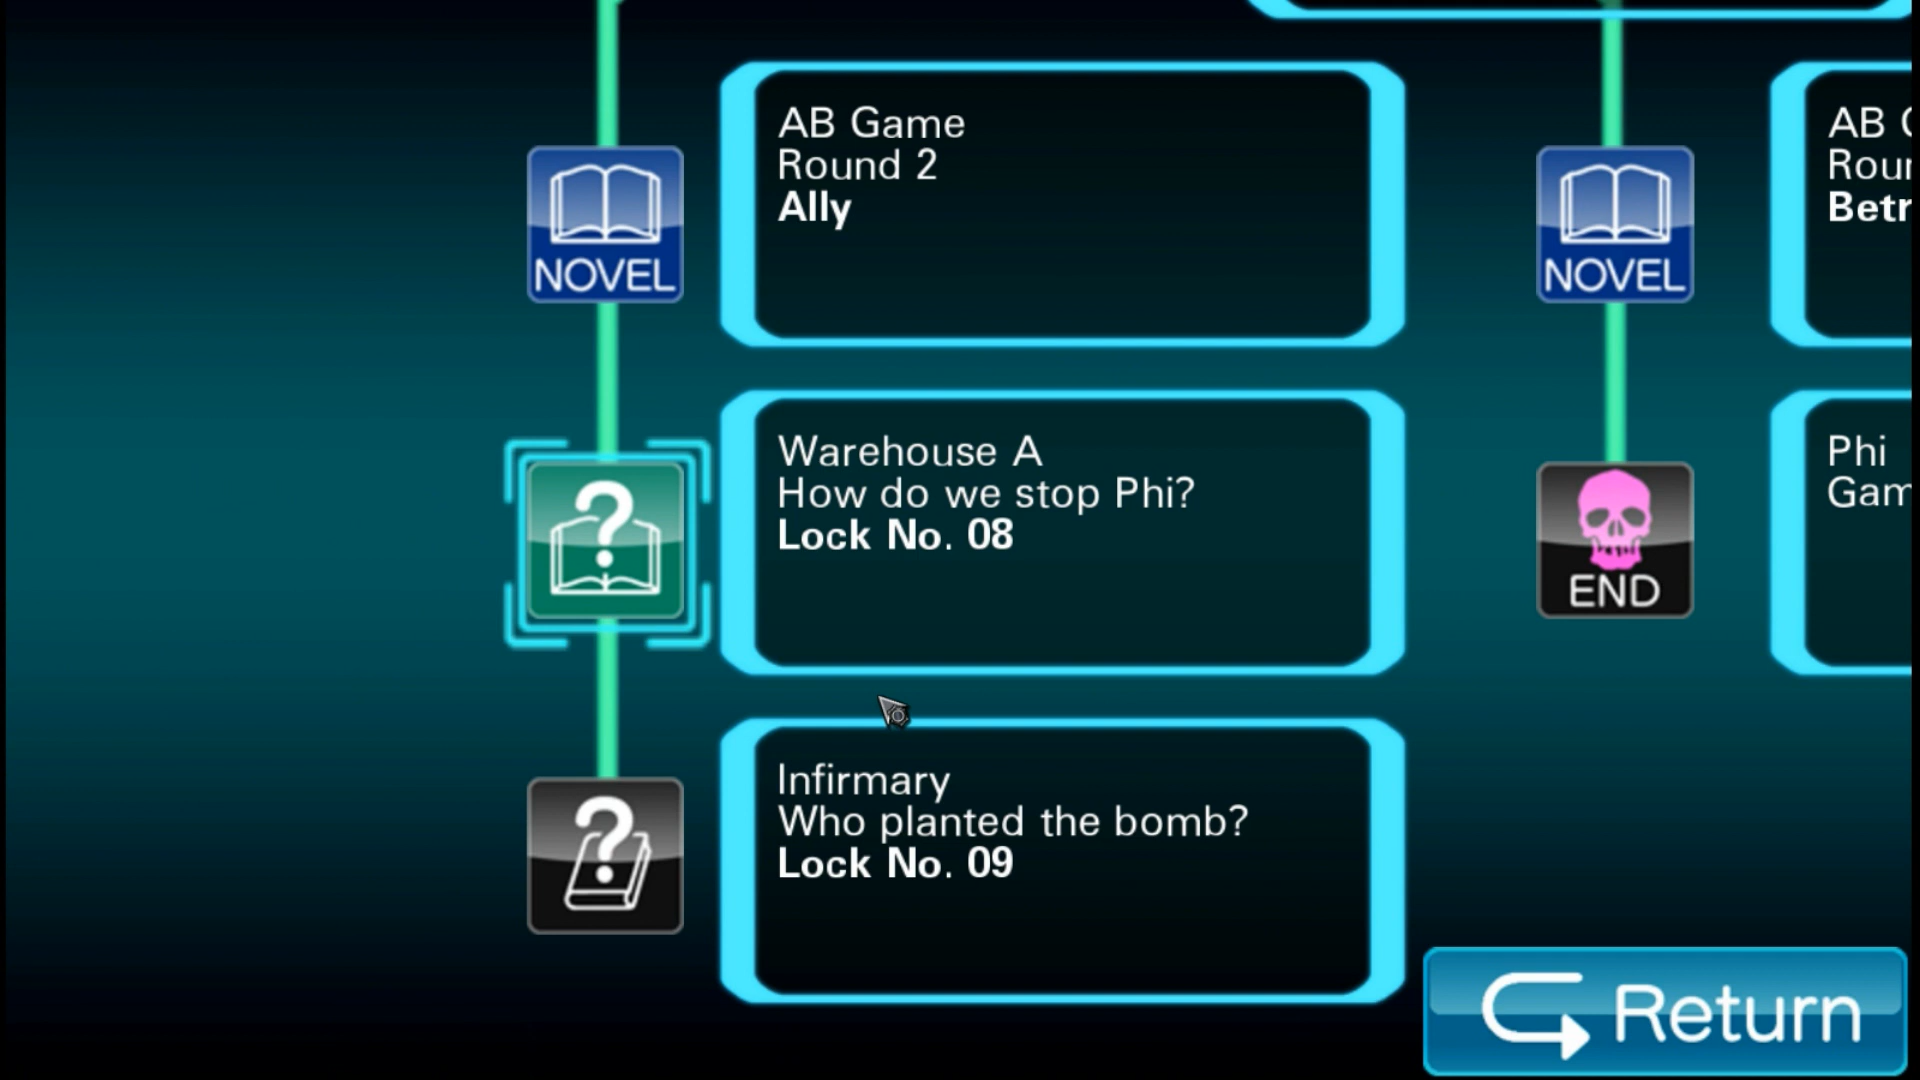 AB Game
Round 2
Ally
NOVEL
Warehouse A
How do we stop Phi?
Lock No. 08
Infirmary
Who planted the bomb?
Lock No. 09
NOVEL
AB
END
Phi
Return